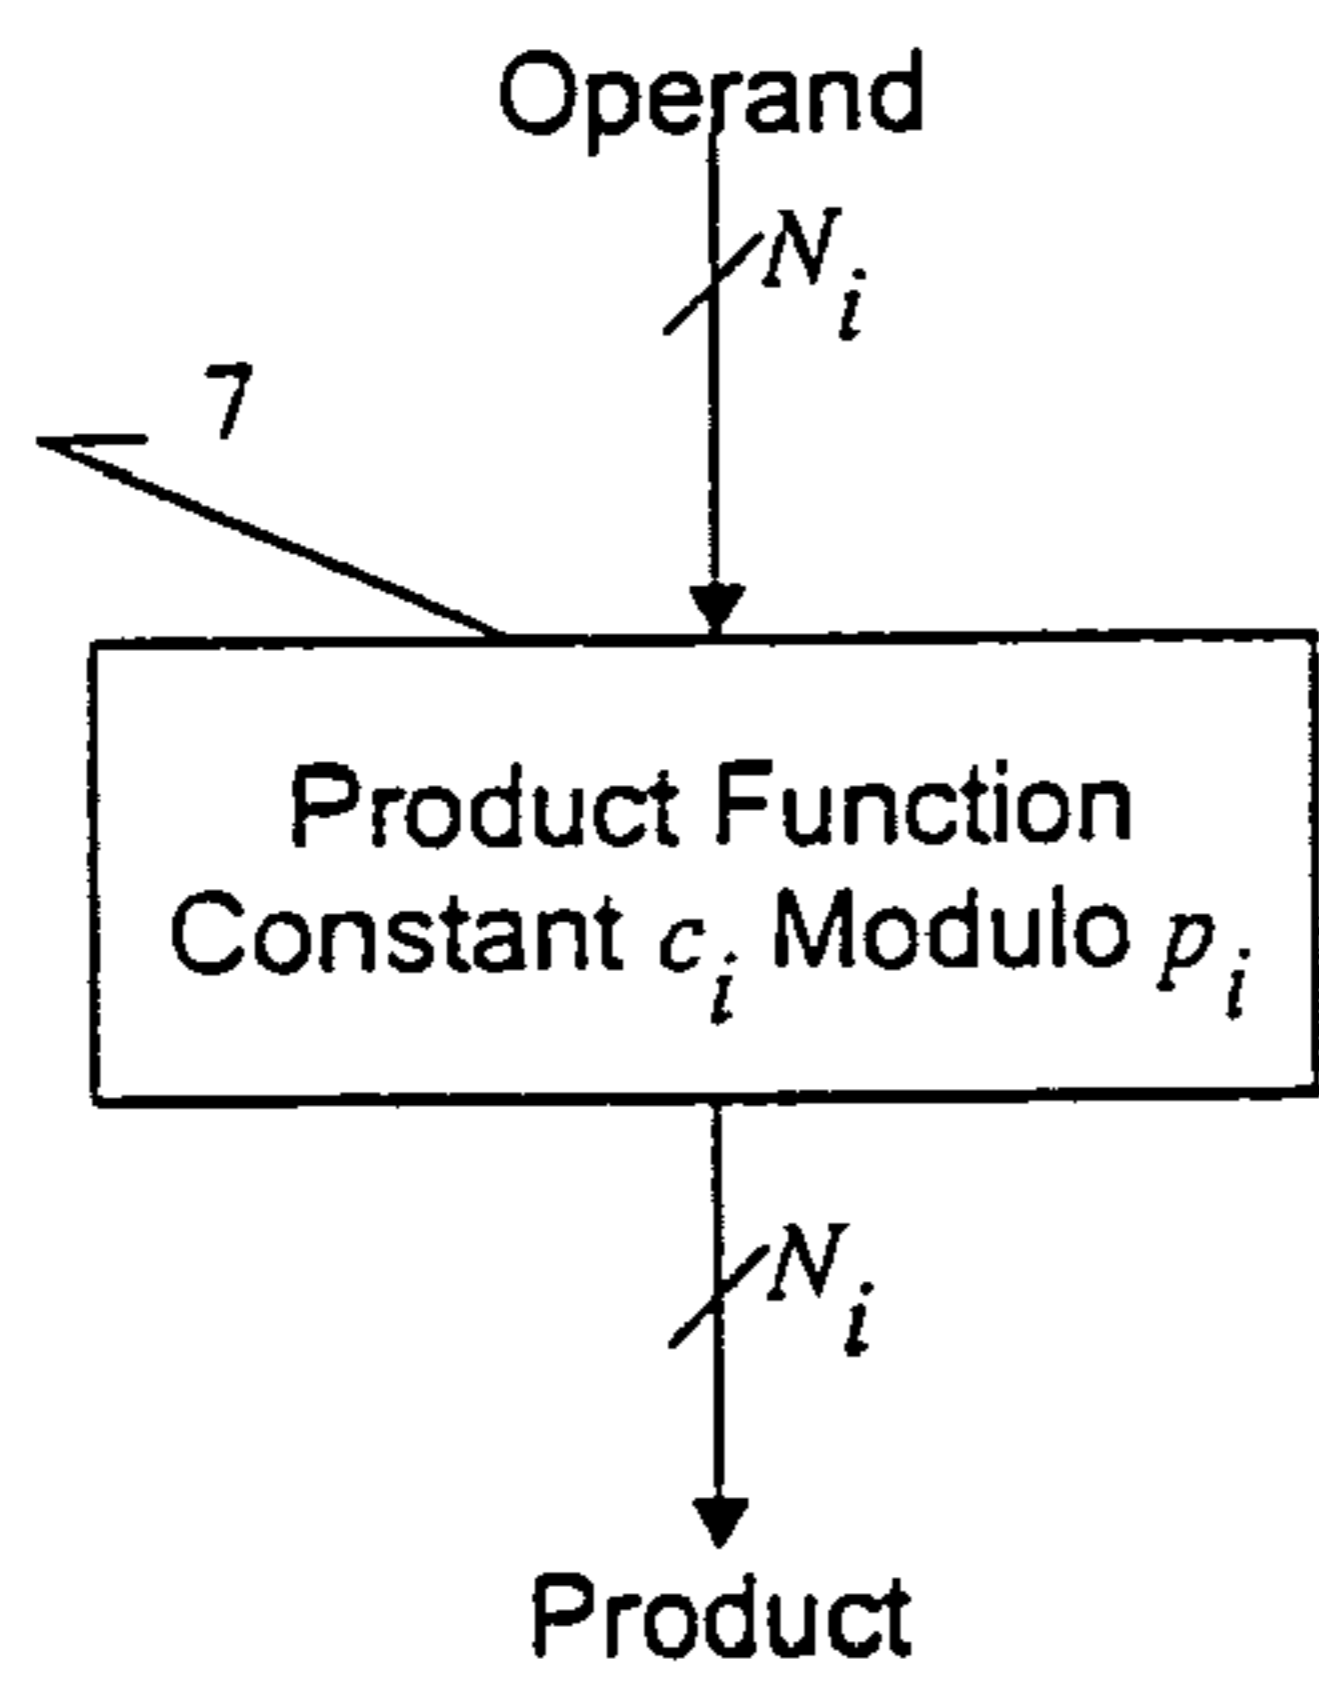 Operand
N_i
7
Product Function
Constant c_i Modulo p_i
N_i
Product